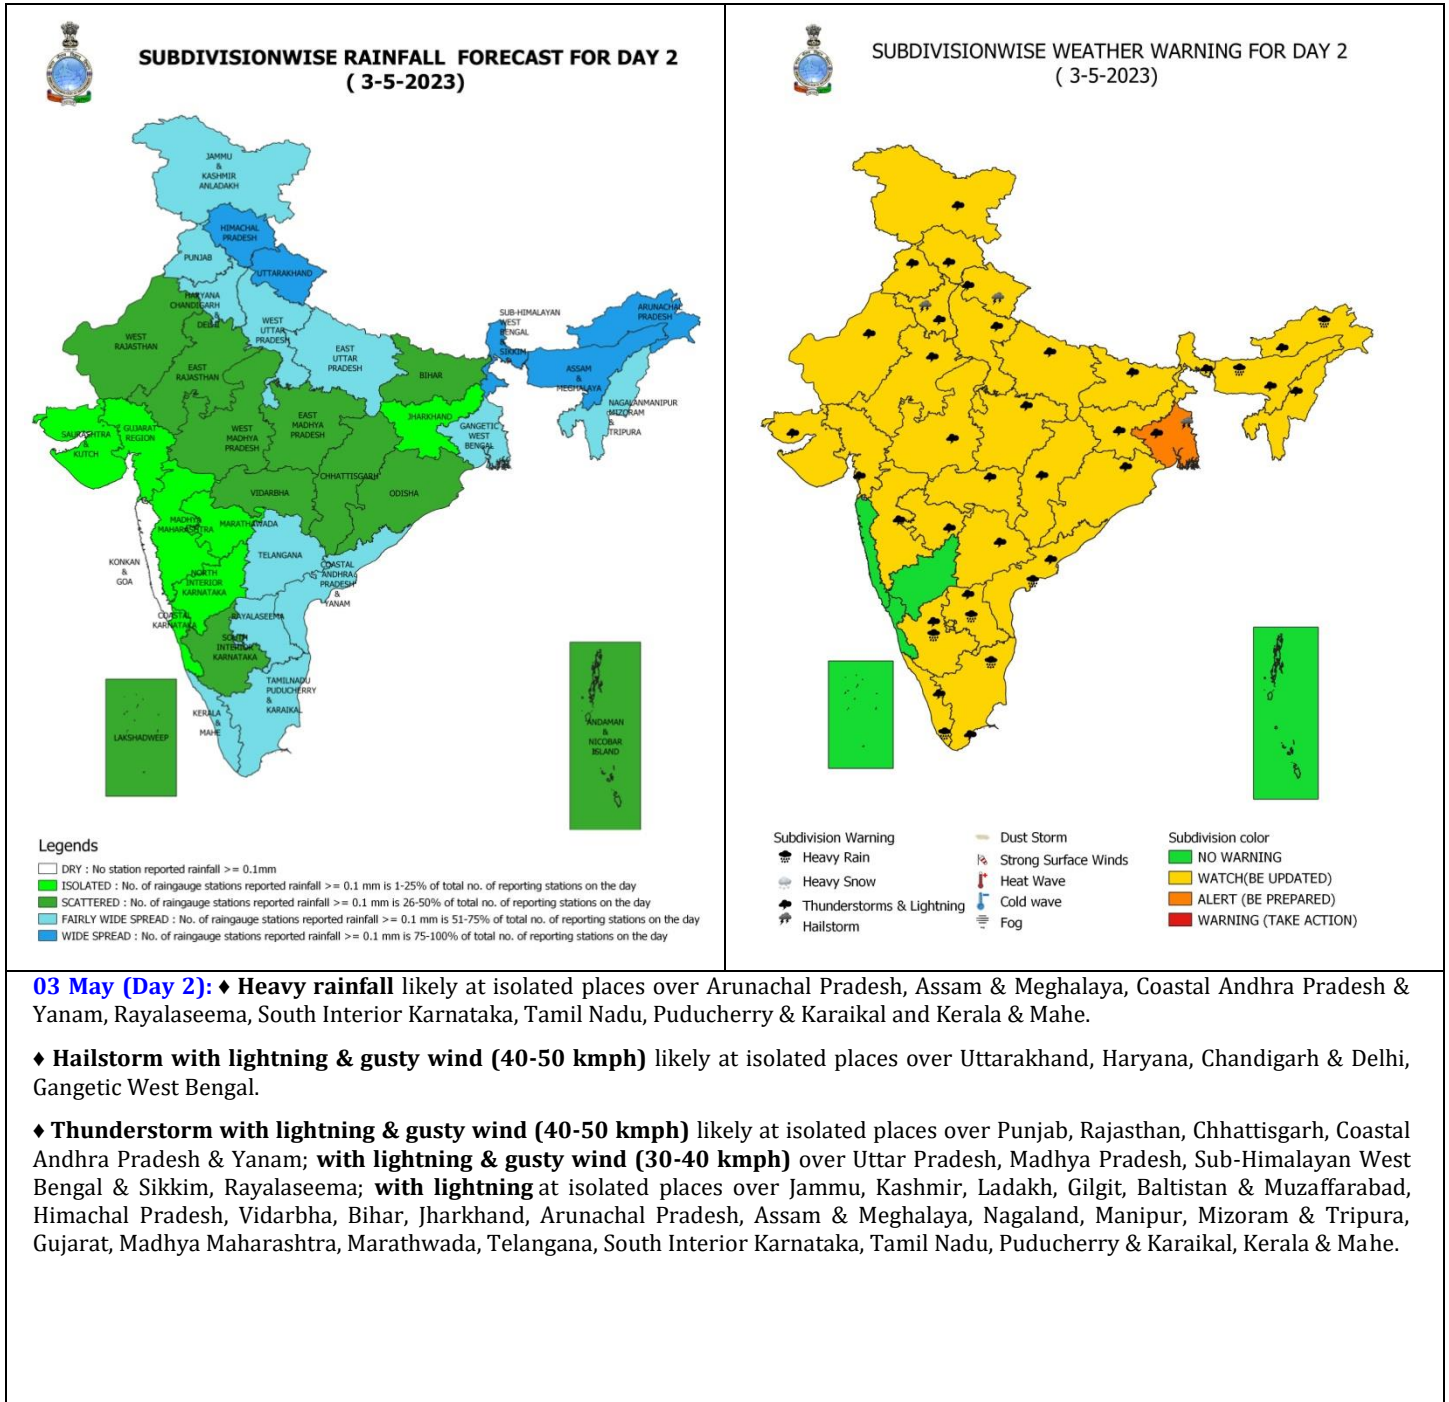 SUBDIVISIONWISE RAINFALL FORECAST FOR DAY 2
( 3-5-2023)
JAMMU
&
KASHMIR
ANLADAKH
HIMACHAL
PRADESH
PUNJAB
UTTARAKHAND
HARYANA
CHANDIGARH
&
DELHI
WEST
RAJASTHAN
WEST
UTTAR
PRADESH
EAST
UTTAR
PRADESH
SUB-HIMALAYAN
WEST
BENGAL
&
SIKKIM
ARUNACHAL
PRADESH
EAST
RAJASTHAN
BIHAR
ASSAM
&
MEGHALAYA
NAGALANMANIPUR
MIZORAM
&
TRIPURA
SAURASHTRA
&
KUTCH
GUJARAT
REGION
WEST
MADHYA
PRADESH
EAST
MADHYA
PRADESH
JHARKHAND
GANGETIC
WEST
BENGAL
CHHATTISGARH
VIDARBHA
ODISHA
MADHYA
MAHARASHTRA
MARATHAWADA
TELANGANA
KONKAN
&
GOA
NORTH
INTERIOR
KARNATAKA
COASTAL
ANDHRA
PRADESH
&
YANAM
COASTAL
KARNATAKA
RAYALASEEMA
SOUTH
INTERIOR
KARNATAKA
TAMILNADU
PUDUCHERRY
&
KARAIKAL
KERALA
&
MAHE
LAKSHADWEEP
ANDAMAN
&
NICOBAR
ISLAND
Legends
DRY : No station reported rainfall >= 0.1mm
ISOLATED : No. of raingauge stations reported rainfall >= 0.1 mm is 1-25% of total no. of reporting stations on the day
SCATTERED : No. of raingauge stations reported rainfall >= 0.1 mm is 26-50% of total no. of reporting stations on the day
FAIRLY WIDE SPREAD : No. of raingauge stations reported rainfall >= 0.1 mm is 51-75% of total no. of reporting stations on the day
WIDE SPREAD : No. of raingauge stations reported rainfall >= 0.1 mm is 75-100% of total no. of reporting stations on the day
SUBDIVISIONWISE WEATHER WARNING FOR DAY 2
( 3-5-2023)
Subdivision Warning
Heavy Rain
Heavy Snow
Thunderstorms & Lightning
Hailstorm
Dust Storm
Strong Surface Winds
Heat Wave
Cold wave
Fog
Subdivision color
NO WARNING
WATCH(BE UPDATED)
ALERT (BE PREPARED)
WARNING (TAKE ACTION)
03 May (Day 2): ♦ Heavy rainfall likely at isolated places over Arunachal Pradesh, Assam & Meghalaya, Coastal Andhra Pradesh &
Yanam, Rayalaseema, South Interior Karnataka, Tamil Nadu, Puducherry & Karaikal and Kerala & Mahe.
♦ Hailstorm with lightning & gusty wind (40-50 kmph) likely at isolated places over Uttarakhand, Haryana, Chandigarh & Delhi,
Gangetic West Bengal.
♦ Thunderstorm with lightning & gusty wind (40-50 kmph) likely at isolated places over Punjab, Rajasthan, Chhattisgarh, Coastal
Andhra Pradesh & Yanam; with lightning & gusty wind (30-40 kmph) over Uttar Pradesh, Madhya Pradesh, Sub-Himalayan West
Bengal & Sikkim, Rayalaseema; with lightning at isolated places over Jammu, Kashmir, Ladakh, Gilgit, Baltistan & Muzaffarabad,
Himachal Pradesh, Vidarbha, Bihar, Jharkhand, Arunachal Pradesh, Assam & Meghalaya, Nagaland, Manipur, Mizoram & Tripura,
Gujarat, Madhya Maharashtra, Marathwada, Telangana, South Interior Karnataka, Tamil Nadu, Puducherry & Karaikal, Kerala & Mahe.